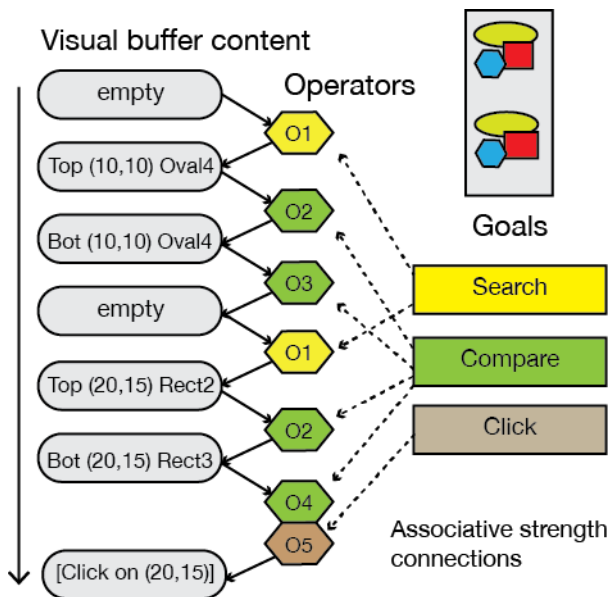 Visual buffer content
Operators
empty
O1
Top (10,10) Oval4
O2
Bot (10,10) Oval4
O3
empty
O1
Top (20,15) Rect2
O2
Bot (20,15) Rect3
O4
O5
[Click on (20,15)]
Goals
Search
Compare
Click
Associative strength
connections